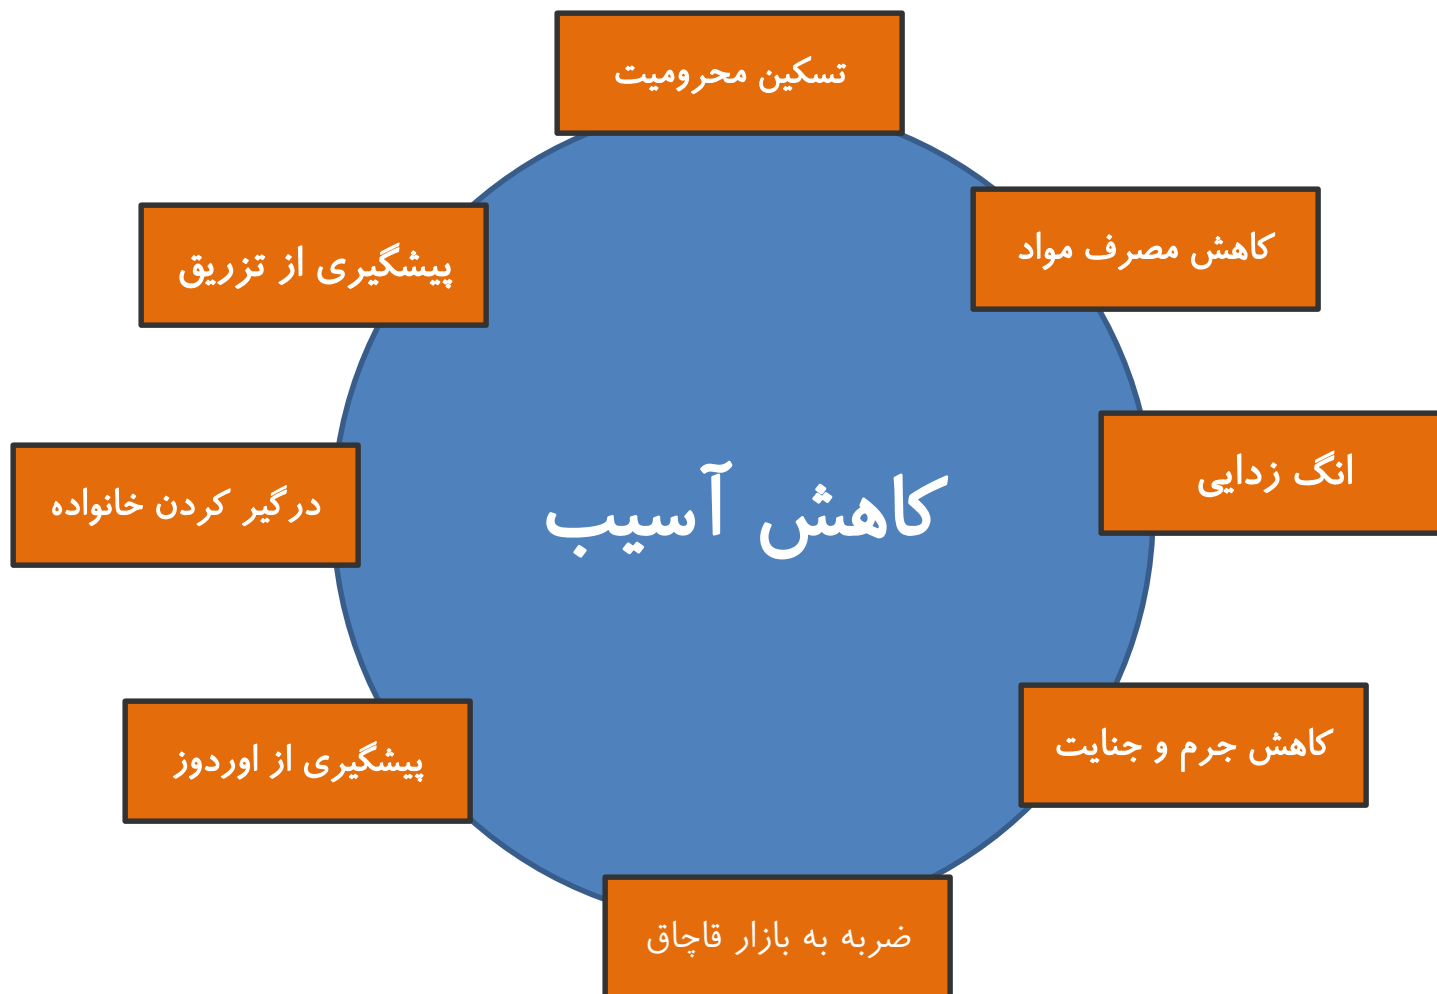 تسکین محرومیت
کاهش مصرف مواد
پیشگیری از تزریق
انگ زدایی
کاهش آسیب
درگیر کردن خانواده
کاهش جرم و جنایت
پیشگیری از اوردوز
ضربه به بازار قاچاق